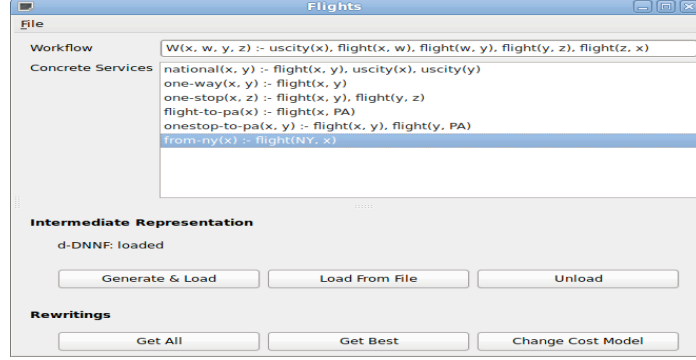 Flights
File
Workflow
W(x, w, y, z) :- uscity(x), flight(x, w), flight(w, y), flight(y, z), flight(z, x)
Concrete Services
national(x, y) :- flight(x, y), uscity(x), uscity(y)
one-way(x, y) :- flight(x, y)
one-stop(x, z) :- flight(x, y), flight(y, z)
flight-to-pa(x) :- flight(x, PA)
onestop-to-pa(x, y) :- flight(x, y), flight(y, PA)
from-ny(x) :- flight(NY, x)
Intermediate Representation
d-DNNF: loaded
Generate & Load
Load From File
Unload
Rewritings
Get All
Get Best
Change Cost Model